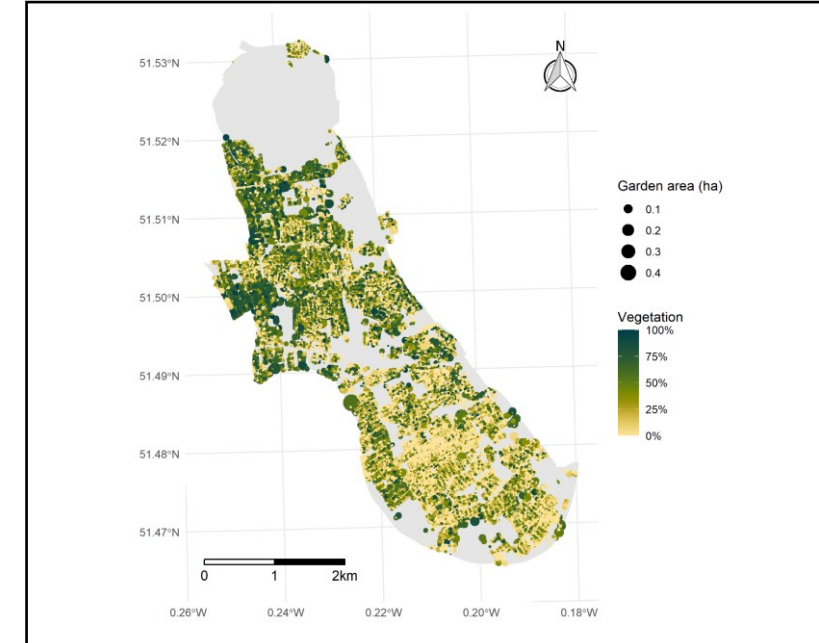 N
51.53°N
51.52°N
51.51°N
51.50°N
51.49°N
51.48°N
51.47°N
0 1 2km
0.26°W 0.24°W 0.22°W 0.20°W 0.18°W
Garden area (ha)
0.1
0.2
0.3
0.4
Vegetation
100%
75%
50%
25%
0%